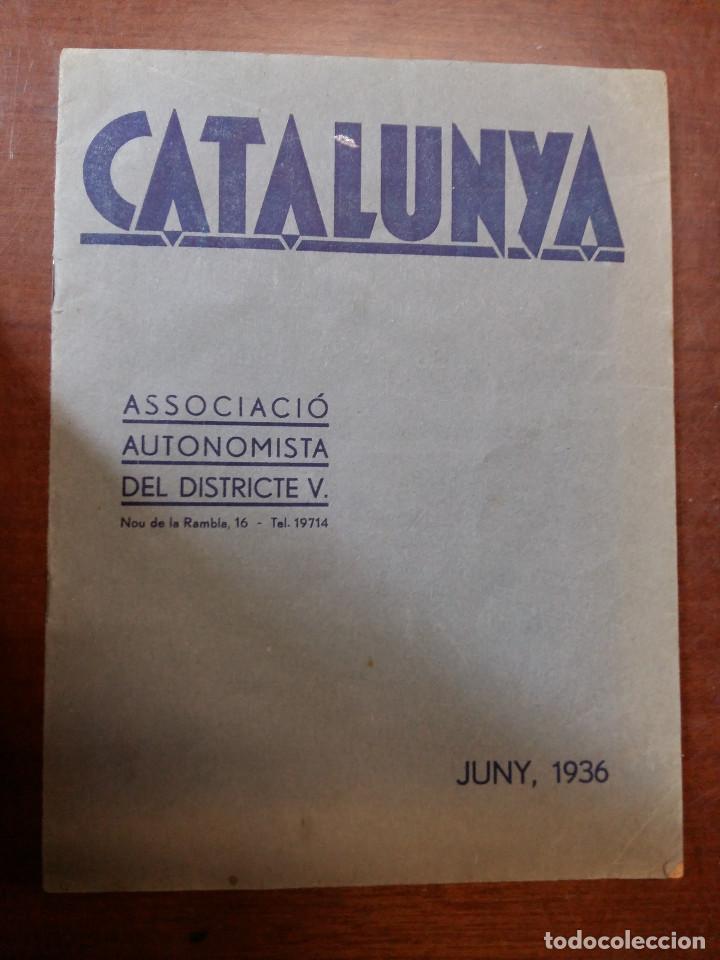 CATALUNYA
ASSOCIACIÓ
AUTONOMISTA
DEL DISTRICTE V.
Nou de la Rambla, 16 - Tel. 19714
JUNY, 1936
todocoleccion